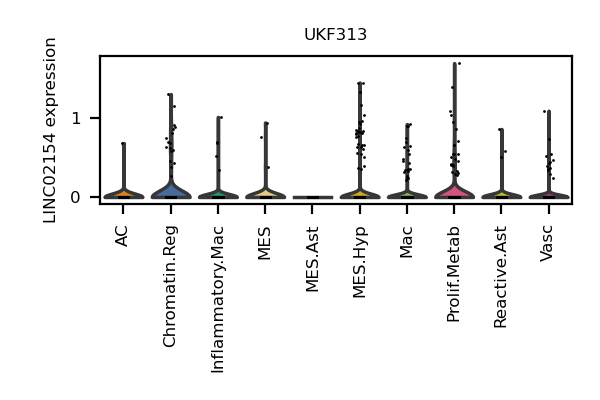 UKF313
LINC02154 expression
1
0
AC
Chromatin.Reg
Inflammatory.Mac
MES
MES.Ast
MES.Hyp
Mac
Prolif.Metab
Reactive.Ast
Vasc